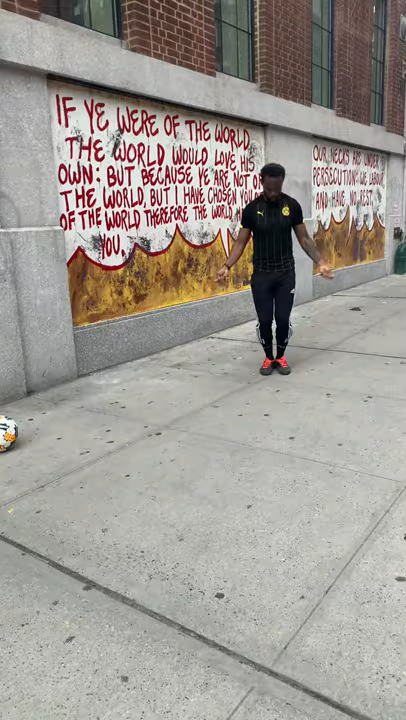 IF YE WERE OF THE WORLD
THE WORLD WOULD LOVE HIS
OWN: BUT BECAUSE YE ARE NOT OF
THE WORLD, BUT I HAVE CHOSEN YOU
OF THE WORLD THEREFORE THE WORLD
YOU.
OUR NECKS ARE UNDER
PERSECUTION: WE LABOUR
AND HAVE NO REST.